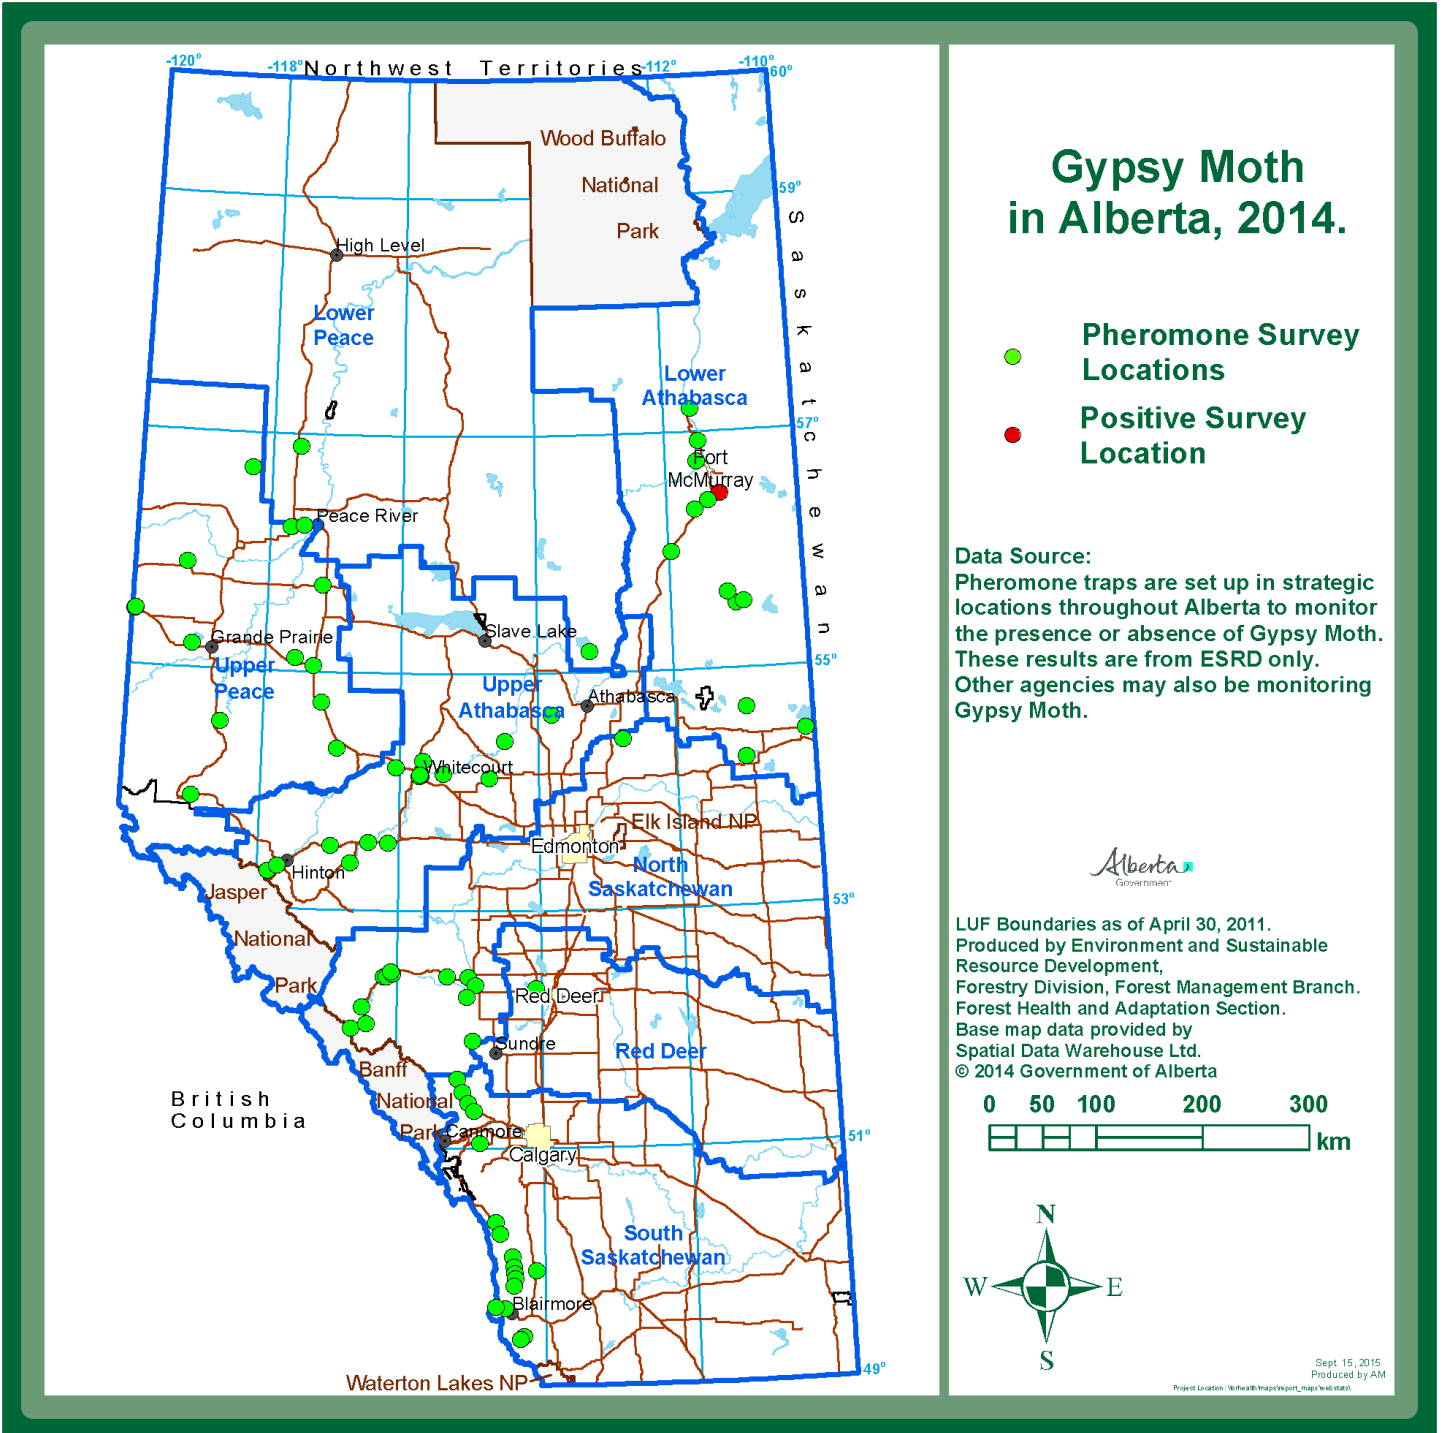 -120°
-118°
Northwest Territories
-112°
-110°
60°
Wood Buffalo
National
Park
59°
Saskatchewan
High Level
Lower
Peace
Lower
Athabasca
57°
Fort
McMurray
Peace River
Grande Prairie
Upper
Peace
Slave Lake
55°
Upper
Athabasca
Athabasca
Whitecourt
Elk Island NP
Edmonton
North
Saskatchewan
Hinton
Jasper
National
Park
53°
Red Deer
Sundre
Red Deer
Banff
National
Park
British
Columbia
Canmore
51°
Calgary
South
Saskatchewan
Blairmore
49°
Waterton Lakes NP
Gypsy Moth
in Alberta, 2014.
Pheromone Survey
Locations
Positive Survey
Location
Data Source:
Pheromone traps are set up in strategic
locations throughout Alberta to monitor
the presence or absence of Gypsy Moth.
These results are from ESRD only.
Other agencies may also be monitoring
Gypsy Moth.
Alberta
Government
LUF Boundaries as of April 30, 2011.
Produced by Environment and Sustainable
Resource Development,
Forestry Division, Forest Management Branch.
Forest Health and Adaptation Section.
Base map data provided by
Spatial Data Warehouse Ltd.
© 2014 Government of Alberta
0 50 100 200 300
km
N
W E
S
Sept. 15, 2015
Produced by AM
Project Location :